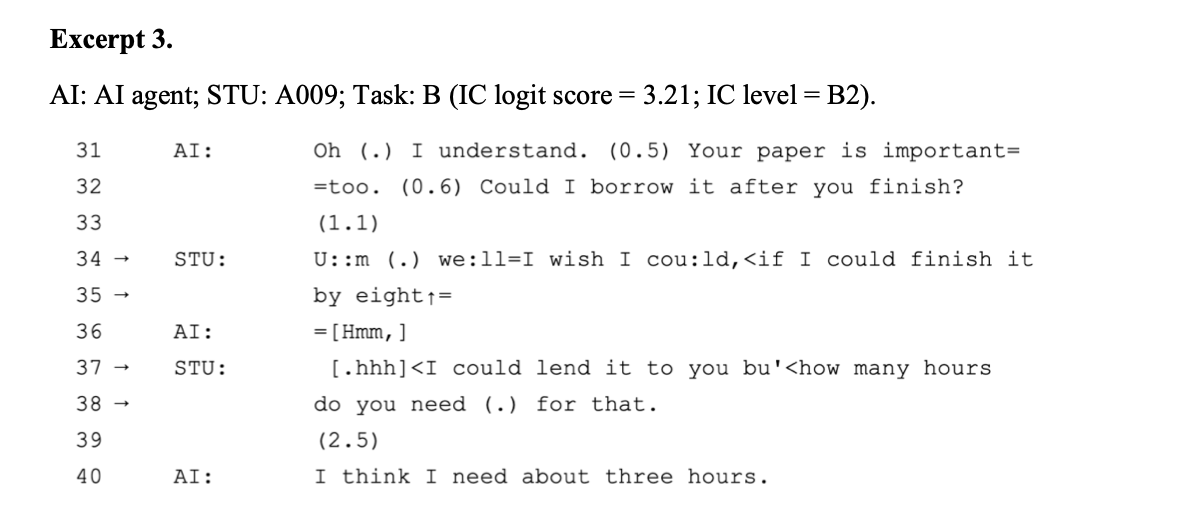 Excerpt 3.
AI: AI agent; STU: A009; Task: B (IC logit score = 3.21; IC level = B2).
31 AI: Oh (.) I understand. (0.5) Your paper is important=
32 =too. (0.6) Could I borrow it after you finish?
33 (1.1)
34 → STU: U::m (.) we:ll=I wish I cou:ld,<if I could finish it
35 → by eight↑=
36 AI: =[Hmm,]
37 → STU: [.hhh]<I could lend it to you bu'<how many hours
38 → do you need (.) for that.
39 (2.5)
40 AI: I think I need about three hours.